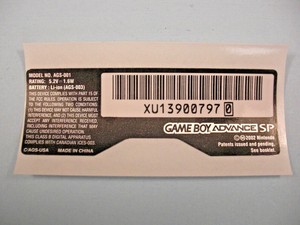 MODEL NO. AGS-001
RATING: 5.2V⎓1.6W
BATTERY: Li-ion (AGS-003)
THIS DEVICE COMPLIES WITH PART 15 OF
THE FCC RULES. OPERATION IS SUBJECT
TO THE FOLLOWING TWO CONDITIONS:
(1) THIS DEVICE MAY NOT CAUSE HARMFUL
INTERFERENCE, AND (2) THIS DEVICE MUST
ACCEPT ANY INTERFERENCE RECEIVED,
INCLUDING INTERFERENCE THAT MAY
CAUSE UNDESIRED OPERATION.
THIS CLASS B DIGITAL APPARATUS
COMPLIES WITH CANADIAN ICES-003.
C/AGS-USA MADE IN CHINA
XU13900797 0
GAME BOY ADVANCE SP
© 2002 Nintendo
Patents issued and pending.
See booklet.